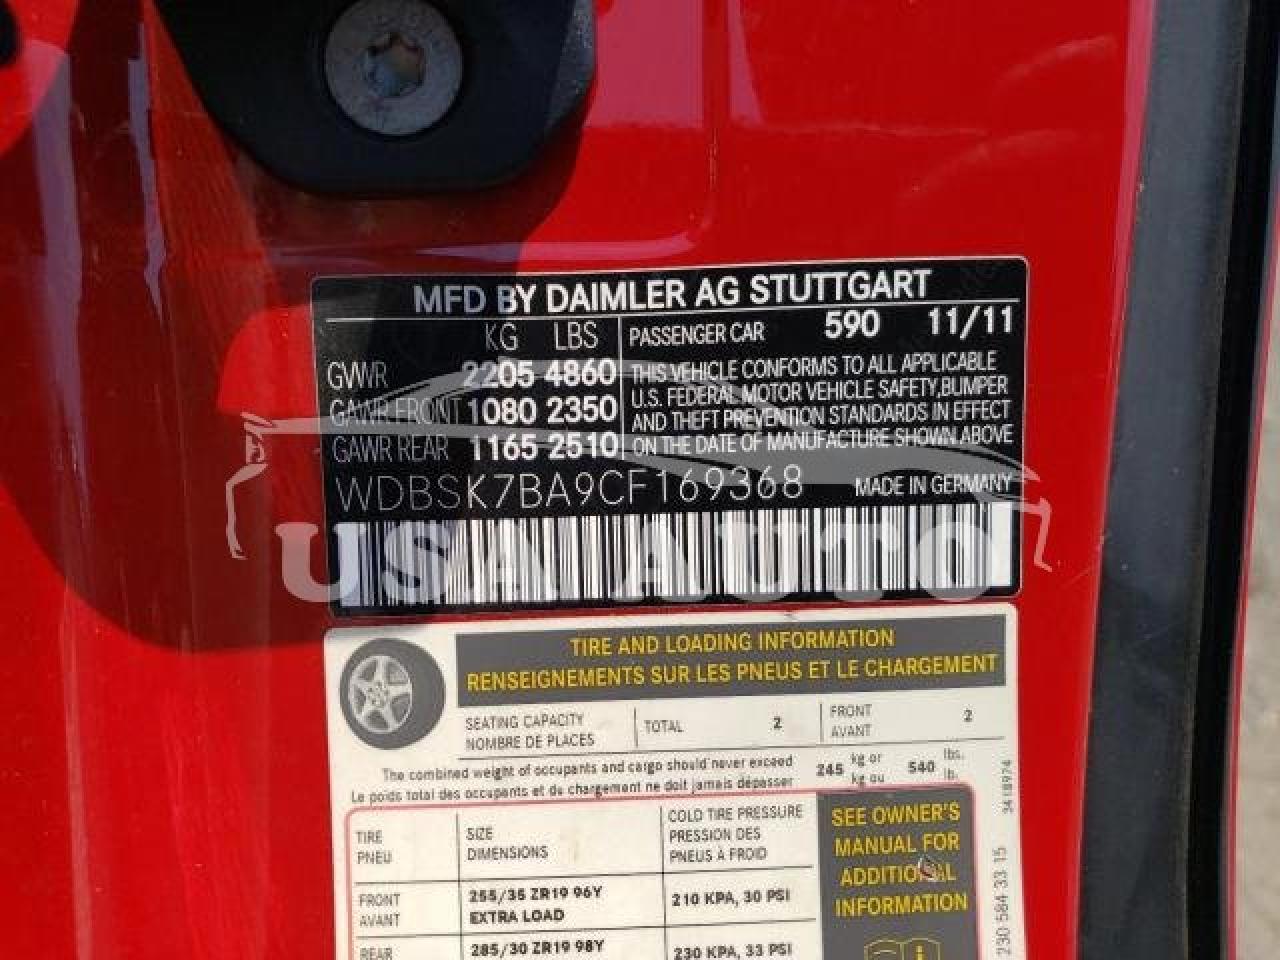 MFD BY DAIMLER AG STUTTGART
KG LBS
PASSENGER CAR 590 11/11
GVWR 2205 4860
GAWR FRONT 1080 2350
GAWR REAR 1165 2510
THIS VEHICLE CONFORMS TO ALL APPLICABLE
U.S. FEDERAL MOTOR VEHICLE SAFETY, BUMPER
AND THEFT PREVENTION STANDARDS IN EFFECT
ON THE DATE OF MANUFACTURE SHOWN ABOVE
WDBSK7BA9CF169368 MADE IN GERMANY
USA AUTO
TIRE AND LOADING INFORMATION
RENSEIGNEMENTS SUR LES PNEUS ET LE CHARGEMENT
SEATING CAPACITY
NOMBRE DE PLACES
TOTAL 2
FRONT
AVANT
2
The combined weight of occupants and cargo should never exceed
Le poids total des occupants et du chargement ne doit jamais dépasser
245 kg or
kg ou
540 lbs.
lb.
TIRE
PNEU
SIZE
DIMENSIONS
COLD TIRE PRESSURE
PRESSION DES
PNEUS À FROID
FRONT
AVANT
255/35 ZR19 96Y
EXTRA LOAD
210 KPA, 30 PSI
REAR
285/30 ZR19 98Y
230 KPA, 33 PSI
SEE OWNER'S
MANUAL FOR
ADDITIONAL
INFORMATION
3418974
230 584 33 15